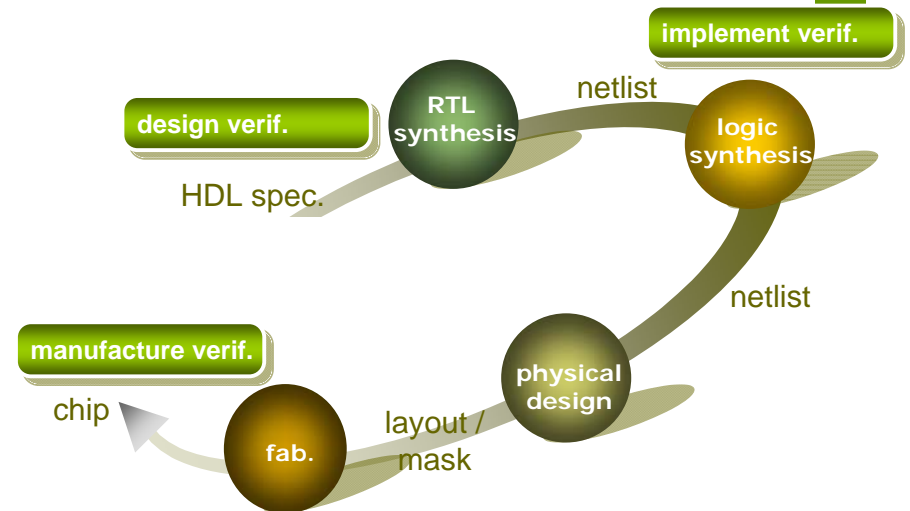 implement verif.
netlist
RTL
synthesis
design verif.
logic
synthesis
HDL spec.
netlist
manufacture verif.
physical
design
chip
layout /
mask
fab.